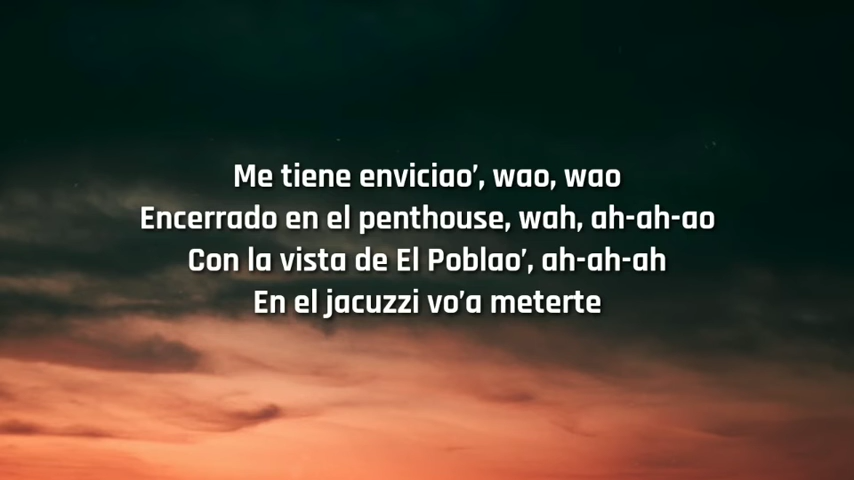 Me tiene enviciao’, wao, wao
Encerrado en el penthouse, wah, ah-ah-ao
Con la vista de El Poblao’, ah-ah-ah
En el jacuzzi vo’a meterte